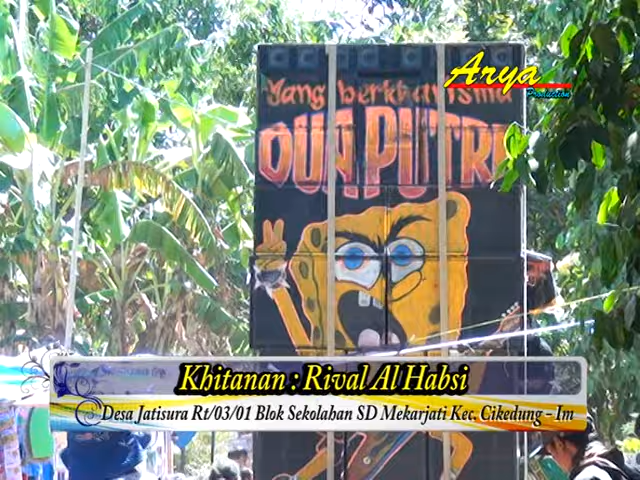 Arya
Production
Yang berkharisma
DUA PUTRI
Khitanan : Rival Al Habsi
Desa Jatisura Rt/03/01 Blok Sekolahan SD Mekarjati Kec. Cikedung - Im